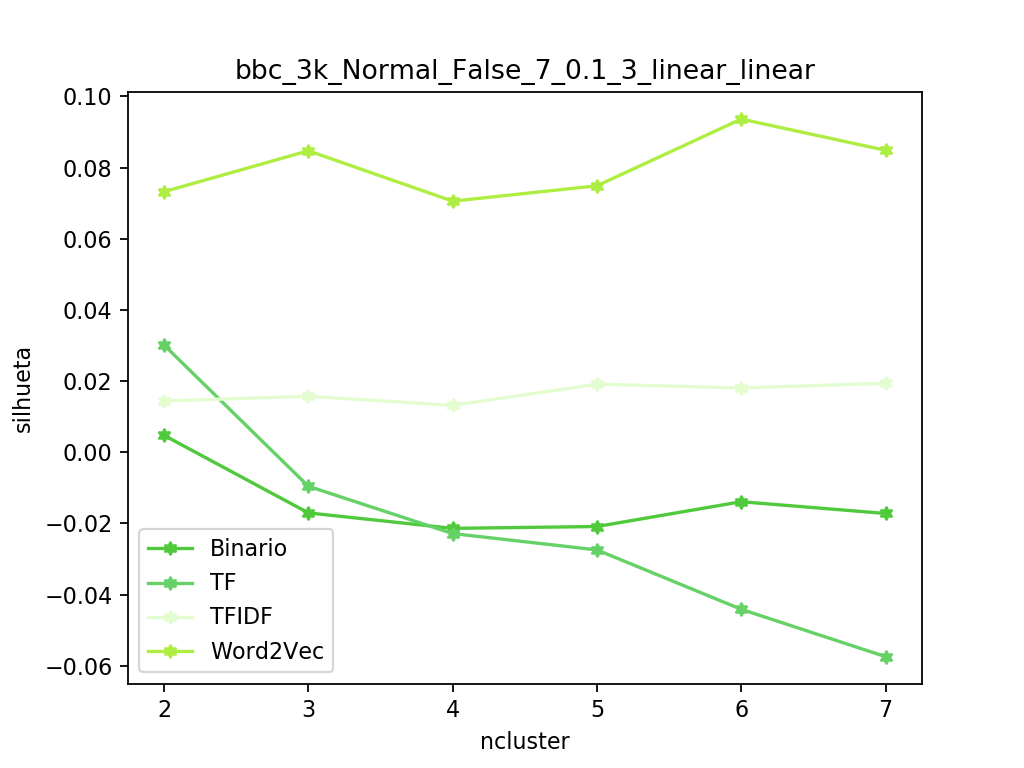 bbc_3k_Normal_False_7_0.1_3_linear_linear
0.10
0.08
0.06
0.04
0.02
0.00
−0.02
−0.04
−0.06
silhueta
Binario
TF
TFIDF
Word2Vec
2 3 4 5 6 7
ncluster